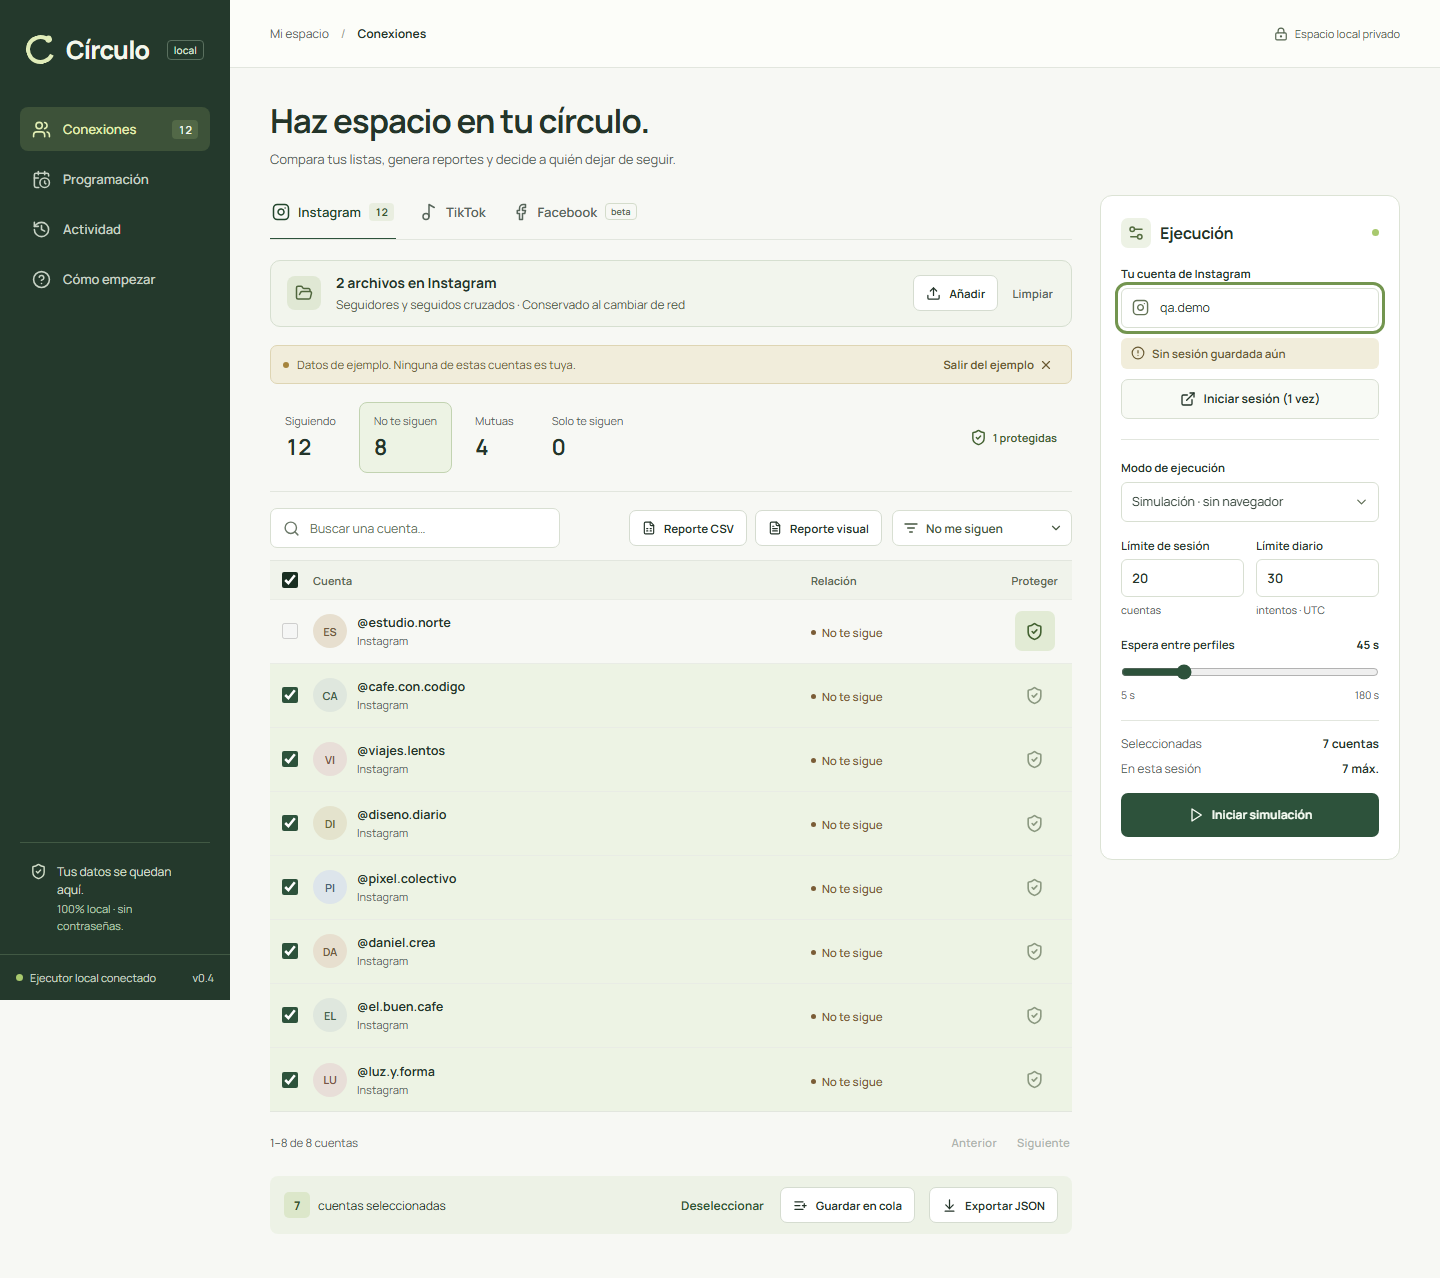 Círculo
local
Conexiones
12
Programación
Actividad
Cómo empezar
Tus datos se quedan
aquí.
100% local · sin
contraseñas.
Ejecutor local conectado
v0.4
Mi espacio / Conexiones
Espacio local privado
Haz espacio en tu círculo.
Compara tus listas, genera reportes y decide a quién dejar de seguir.
Instagram 12
TikTok
Facebook beta
2 archivos en Instagram
Seguidores y seguidos cruzados · Conservado al cambiar de red
Añadir
Limpiar
Datos de ejemplo. Ninguna de estas cuentas es tuya.
Salir del ejemplo
Siguiendo
12
No te siguen
8
Mutuas
4
Solo te siguen
0
1 protegidas
Buscar una cuenta...
Reporte CSV
Reporte visual
No me siguen
Cuenta
Relación
Proteger
ES
@estudio.norte
Instagram
No te sigue
CA
@cafe.con.codigo
Instagram
No te sigue
VI
@viajes.lentos
Instagram
No te sigue
DI
@diseno.diario
Instagram
No te sigue
PI
@pixel.colectivo
Instagram
No te sigue
DA
@daniel.crea
Instagram
No te sigue
EL
@el.buen.cafe
Instagram
No te sigue
LU
@luz.y.forma
Instagram
No te sigue
1–8 de 8 cuentas
Anterior
Siguiente
7 cuentas seleccionadas
Deseleccionar
Guardar en cola
Exportar JSON
Ejecución
Tu cuenta de Instagram
qa.demo
Sin sesión guardada aún
Iniciar sesión (1 vez)
Modo de ejecución
Simulación · sin navegador
Límite de sesión
20
cuentas
Límite diario
30
intentos · UTC
Espera entre perfiles
45 s
5 s
180 s
Seleccionadas
7 cuentas
En esta sesión
7 máx.
Iniciar simulación